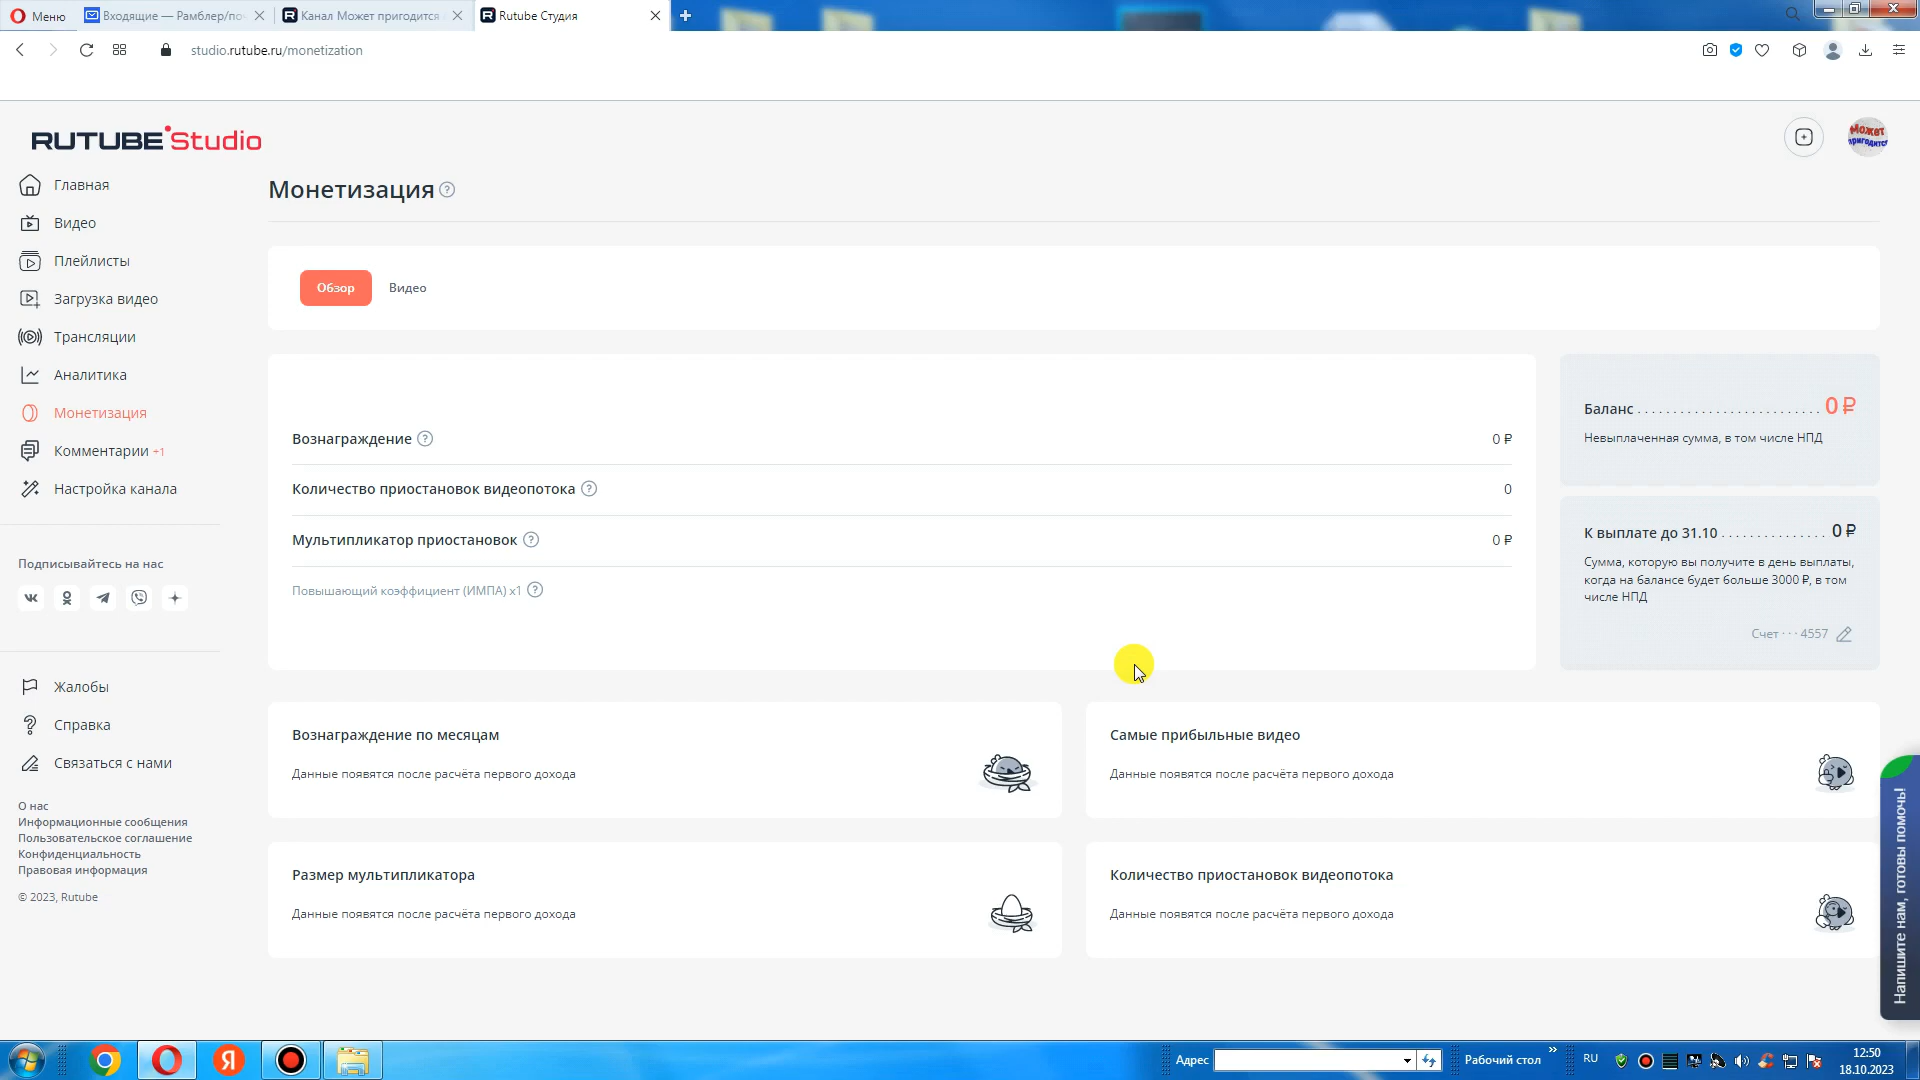 Меню
Входящие — Рамблер/по
Канал Может пригодится
Rutube Студия
studio.rutube.ru/monetization
RUTUBE Studio
Может
пригодится
Главная
Видео
Плейлисты
Загрузка видео
Трансляции
Аналитика
Монетизация
Комментарии +1
Настройка канала
Подписывайтесь на нас
Жалобы
Справка
Связаться с нами
О нас
Информационные сообщения
Пользовательское соглашение
Конфиденциальность
Правовая информация
© 2023, Rutube
Монетизация
Обзор
Видео
Вознаграждение 0 ₽
Количество приостановок видеопотока 0
Мультипликатор приостановок 0 ₽
Повышающий коэффициент (ИМПА) x1
Баланс 0 ₽
Невыплаченная сумма, в том числе НПД
К выплате до 31.10 0 ₽
Сумма, которую вы получите в день выплаты,
когда на балансе будет больше 3000 ₽, в том
числе НПД
Счет ··· 4557
Вознаграждение по месяцам
Данные появятся после расчёта первого дохода
Самые прибыльные видео
Данные появятся после расчёта первого дохода
Размер мультипликатора
Данные появятся после расчёта первого дохода
Количество приостановок видеопотока
Данные появятся после расчёта первого дохода
Напишите нам, готовы помочь!
Адрес
Рабочий стол
RU
12:50
18.10.2023